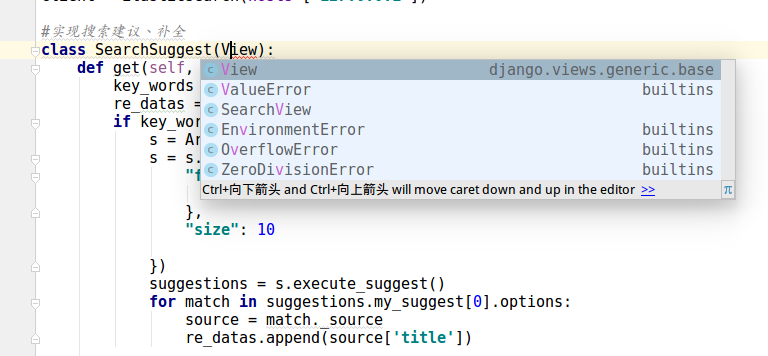 #实现搜索建议、补全
class SearchSuggest(View):
def get(self,
View django.views.generic.base
key_words
ValueError builtins
re_datas =
SearchView
if key_wor
EnvironmentError builtins
s = Ar
OverflowError builtins
s = s.
ZeroDivisionError builtins
"f
Ctrl+向下箭头 and Ctrl+向上箭头 will move caret down and up in the editor >> π
},
"size": 10
})
suggestions = s.execute_suggest()
for match in suggestions.my_suggest[0].options:
source = match._source
re_datas.append(source['title'])